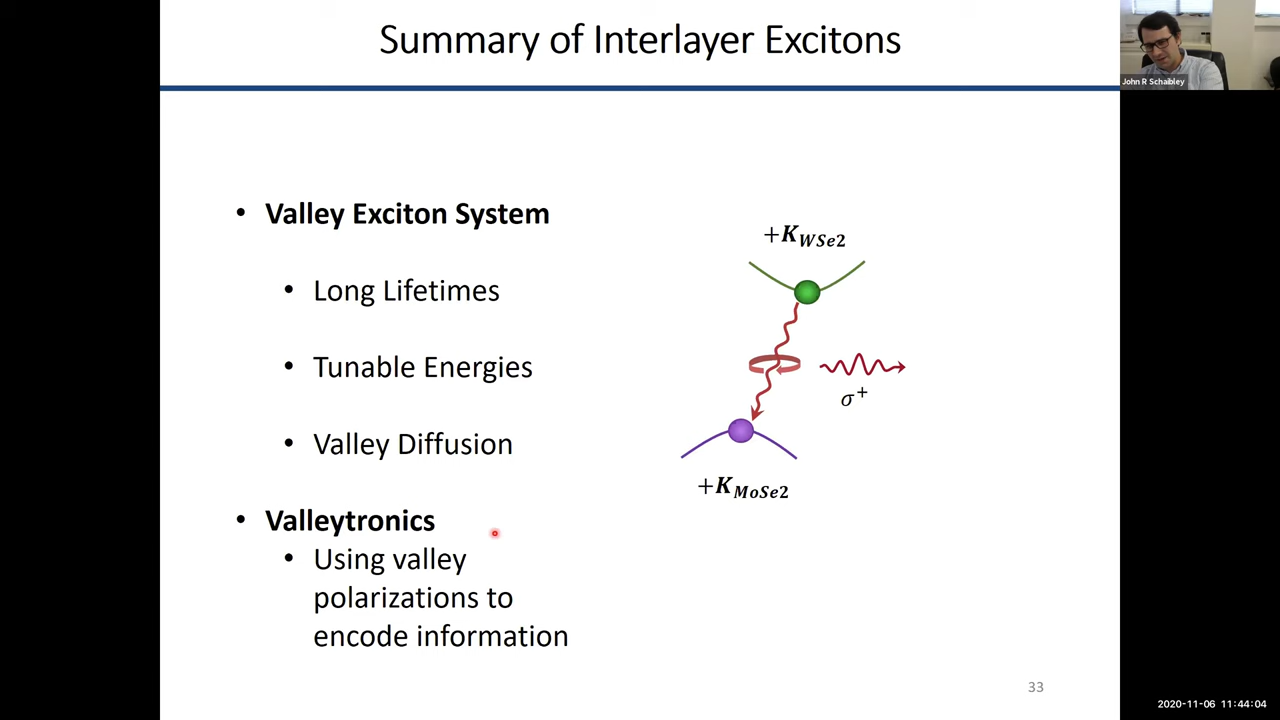 Summary of Interlayer Excitons
John R Schaibley
• Valley Exciton System
• Long Lifetimes
• Tunable Energies
• Valley Diffusion
• Valleytronics
• Using valley
polarizations to
encode information
+K_WSe2
σ⁺
+K_MoSe2
33
2020-11-06 11:44:04